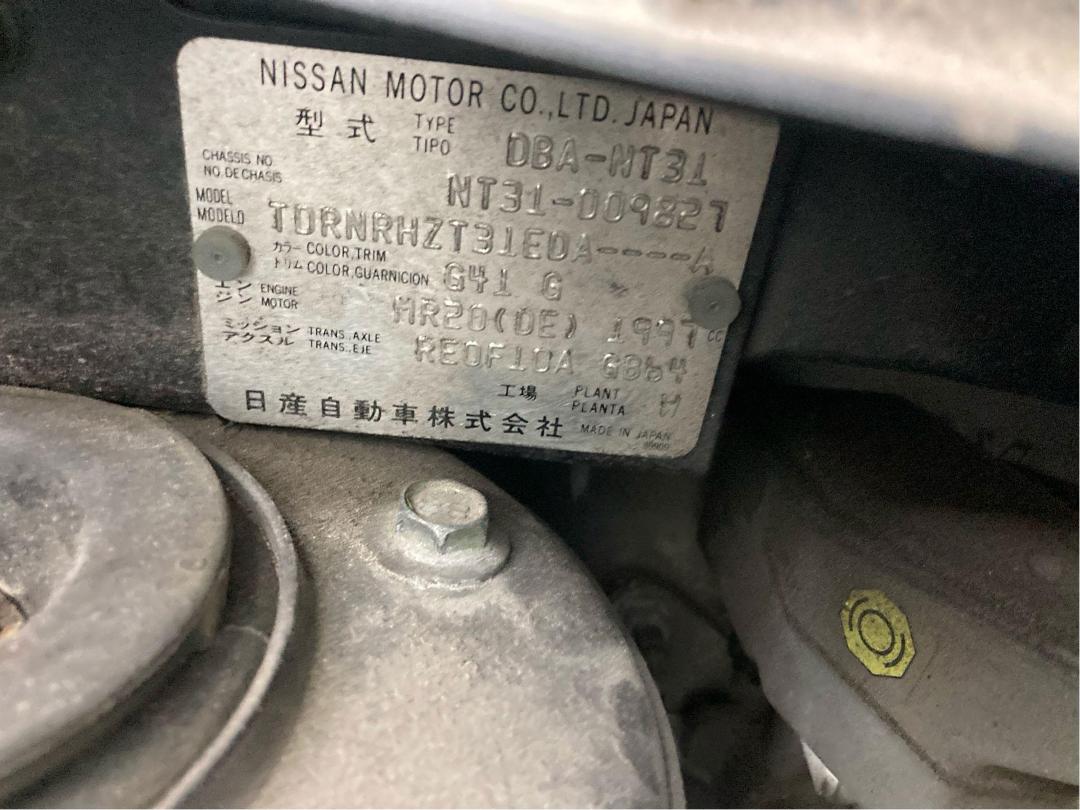 NISSAN MOTOR CO.,LTD. JAPAN
型式 TYPE TIPO DBA-NT31
CHASSIS NO. NO. DE CHASIS NT31-009827
MODEL MODELO TDRNRHZT31EDA----A
カラー トリム COLOR,TRIM COLOR,GUARNICION G41 G
エンジン ENGINE MOTOR MR20(DE) 1997 CC
ミッション アクスル TRANS.,AXLE TRANS.,EJE RE0F10A GB64
工場 PLANT PLANTA
日産自動車株式会社 MADE IN JAPAN